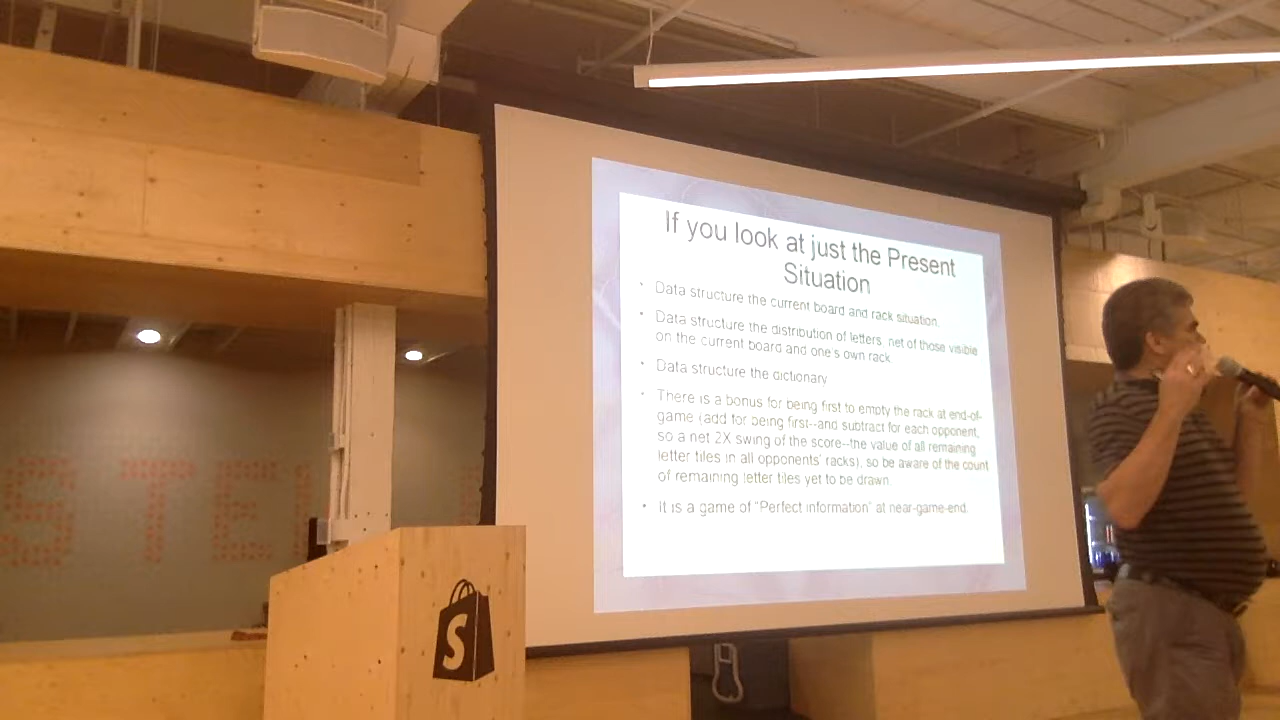 If you look at just the Present
Situation
• Data structure the current board and rack situation.
• Data structure the distribution of letters, net of those visible
on the current board and one's own rack
• Data structure the dictionary
• There is a bonus for being first to empty the rack at end-of-
game (add for being first--and subtract for each opponent,
so a net 2X swing of the score--the value of all remaining
letter tiles in all opponents' racks), so be aware of the count
of remaining letter tiles yet to be drawn.
• It is a game of "Perfect information" at near-game-end.
STE
S